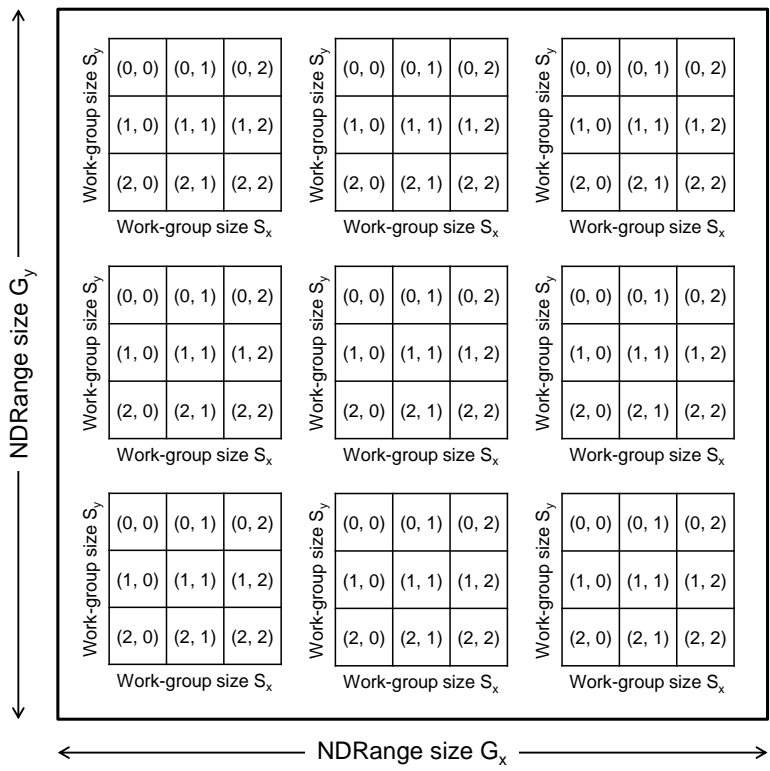 NDRange size Gy
Work-group size Sy
(0, 0) (0, 1) (0, 2)
(1, 0) (1, 1) (1, 2)
(2, 0) (2, 1) (2, 2)
Work-group size Sx
Work-group size Sy
(0, 0) (0, 1) (0, 2)
(1, 0) (1, 1) (1, 2)
(2, 0) (2, 1) (2, 2)
Work-group size Sx
Work-group size Sy
(0, 0) (0, 1) (0, 2)
(1, 0) (1, 1) (1, 2)
(2, 0) (2, 1) (2, 2)
Work-group size Sx
Work-group size Sy
(0, 0) (0, 1) (0, 2)
(1, 0) (1, 1) (1, 2)
(2, 0) (2, 1) (2, 2)
Work-group size Sx
Work-group size Sy
(0, 0) (0, 1) (0, 2)
(1, 0) (1, 1) (1, 2)
(2, 0) (2, 1) (2, 2)
Work-group size Sx
Work-group size Sy
(0, 0) (0, 1) (0, 2)
(1, 0) (1, 1) (1, 2)
(2, 0) (2, 1) (2, 2)
Work-group size Sx
Work-group size Sy
(0, 0) (0, 1) (0, 2)
(1, 0) (1, 1) (1, 2)
(2, 0) (2, 1) (2, 2)
Work-group size Sx
Work-group size Sy
(0, 0) (0, 1) (0, 2)
(1, 0) (1, 1) (1, 2)
(2, 0) (2, 1) (2, 2)
Work-group size Sx
Work-group size Sy
(0, 0) (0, 1) (0, 2)
(1, 0) (1, 1) (1, 2)
(2, 0) (2, 1) (2, 2)
Work-group size Sx
NDRange size Gx